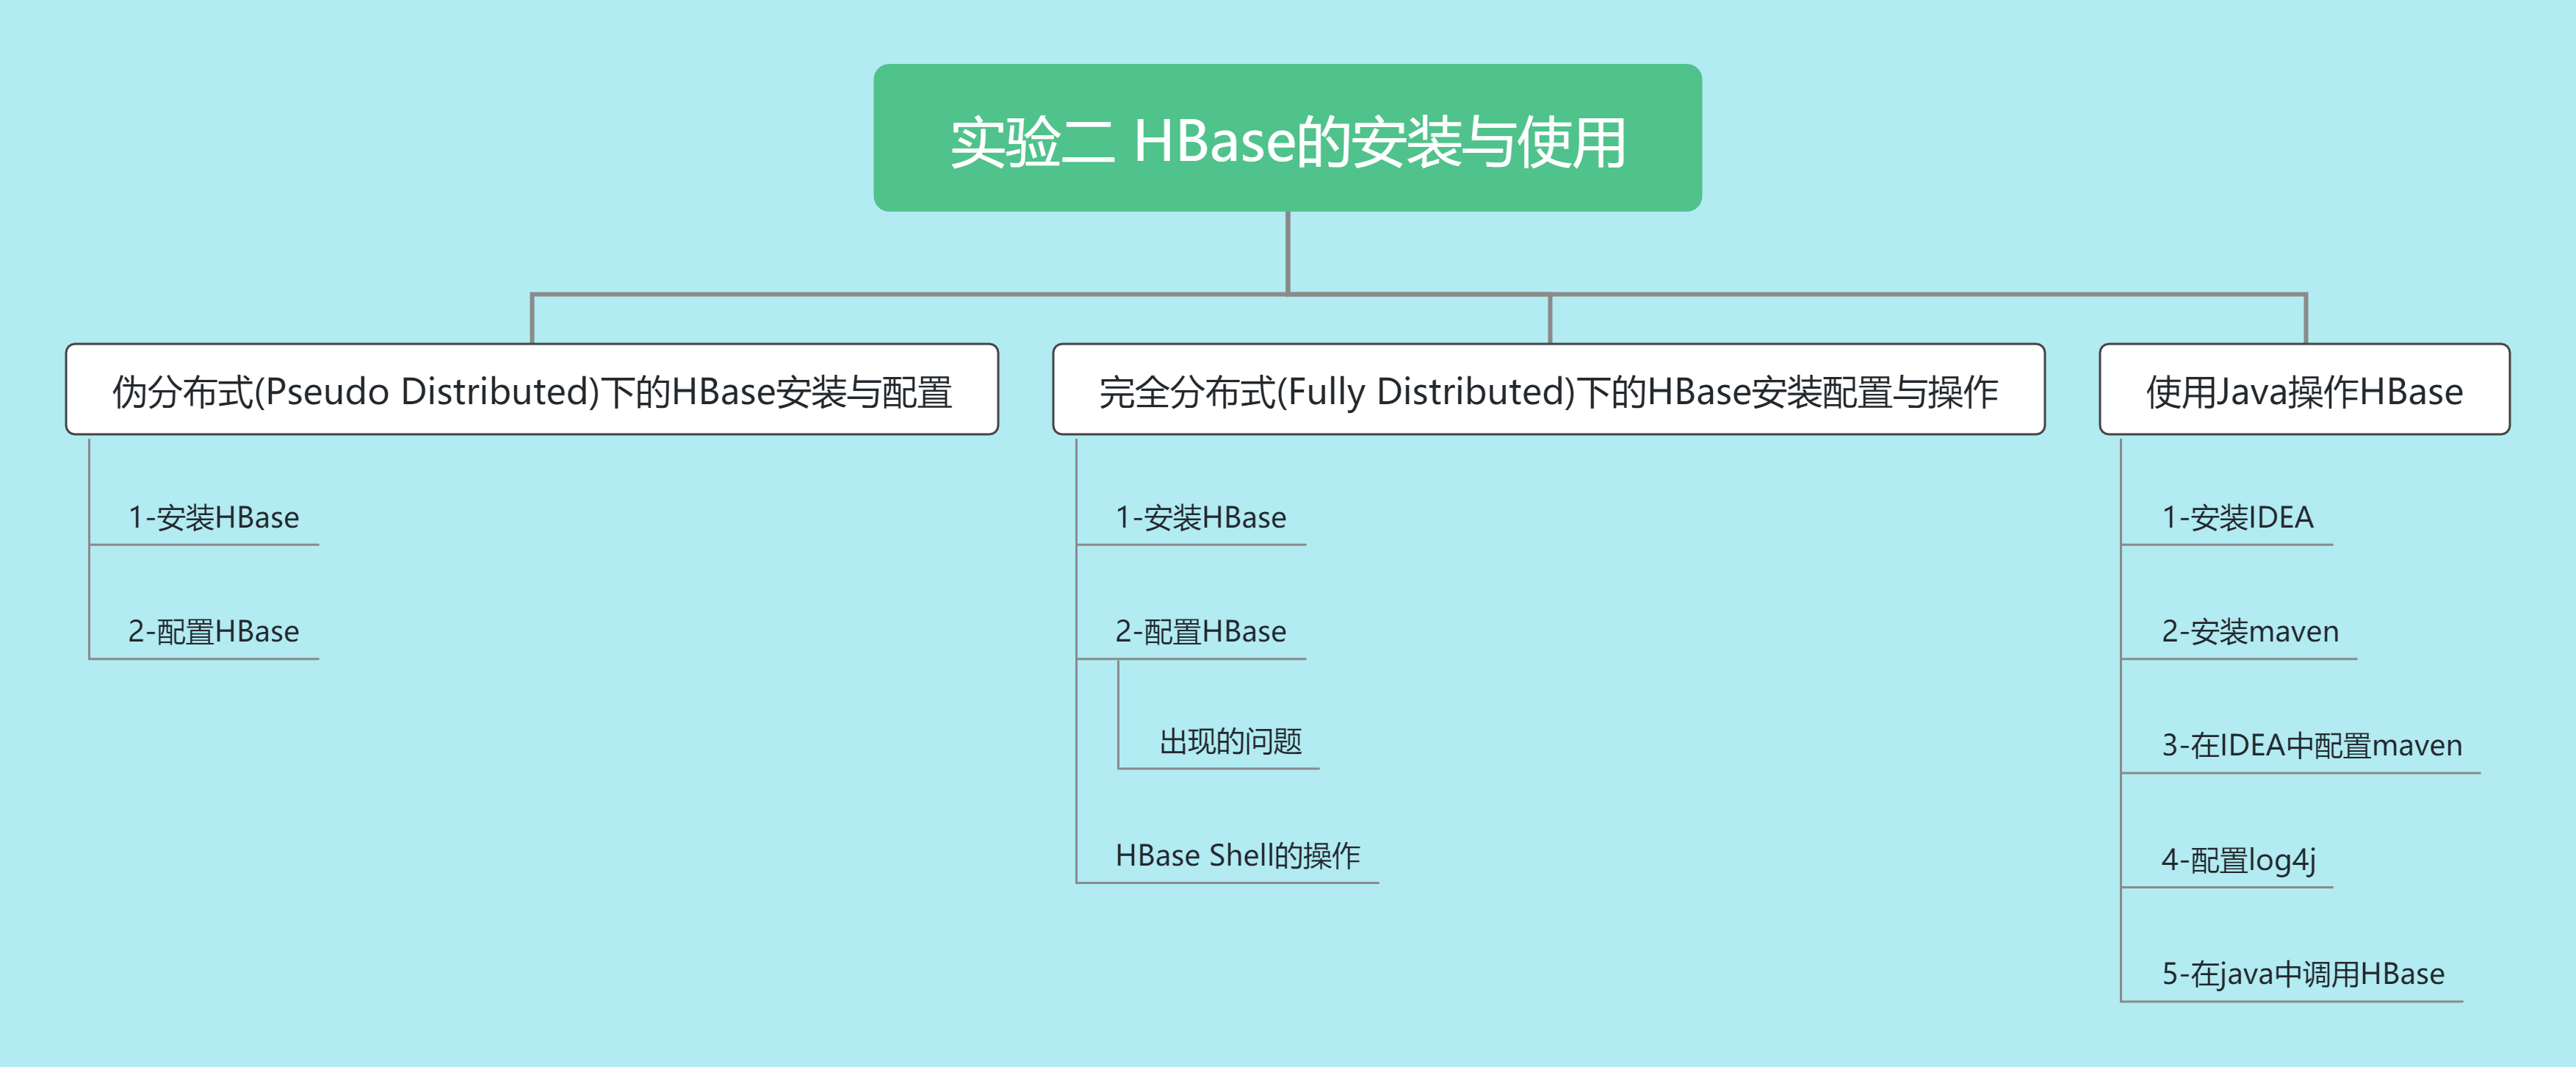 实验二 HBase的安装与使用
伪分布式(Pseudo Distributed)下的HBase安装与配置
1-安装HBase
2-配置HBase
完全分布式(Fully Distributed)下的HBase安装配置与操作
1-安装HBase
2-配置HBase
出现的问题
HBase Shell的操作
使用Java操作HBase
1-安装IDEA
2-安装maven
3-在IDEA中配置maven
4-配置log4j
5-在java中调用HBase